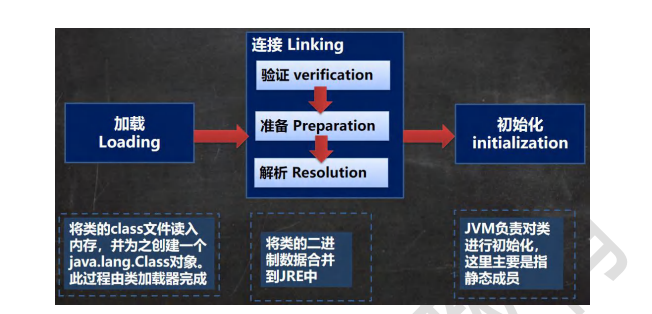 连接 Linking
验证 verification
准备 Preparation
解析 Resolution
加载
Loading
初始化
initialization
将类的class文件读入
内存，并为之创建一个
java.lang.Class对象。
此过程由类加载器完成
将类的二进
制数据合并
到JRE中
JVM负责对类
进行初始化，
这里主要是指
静态成员